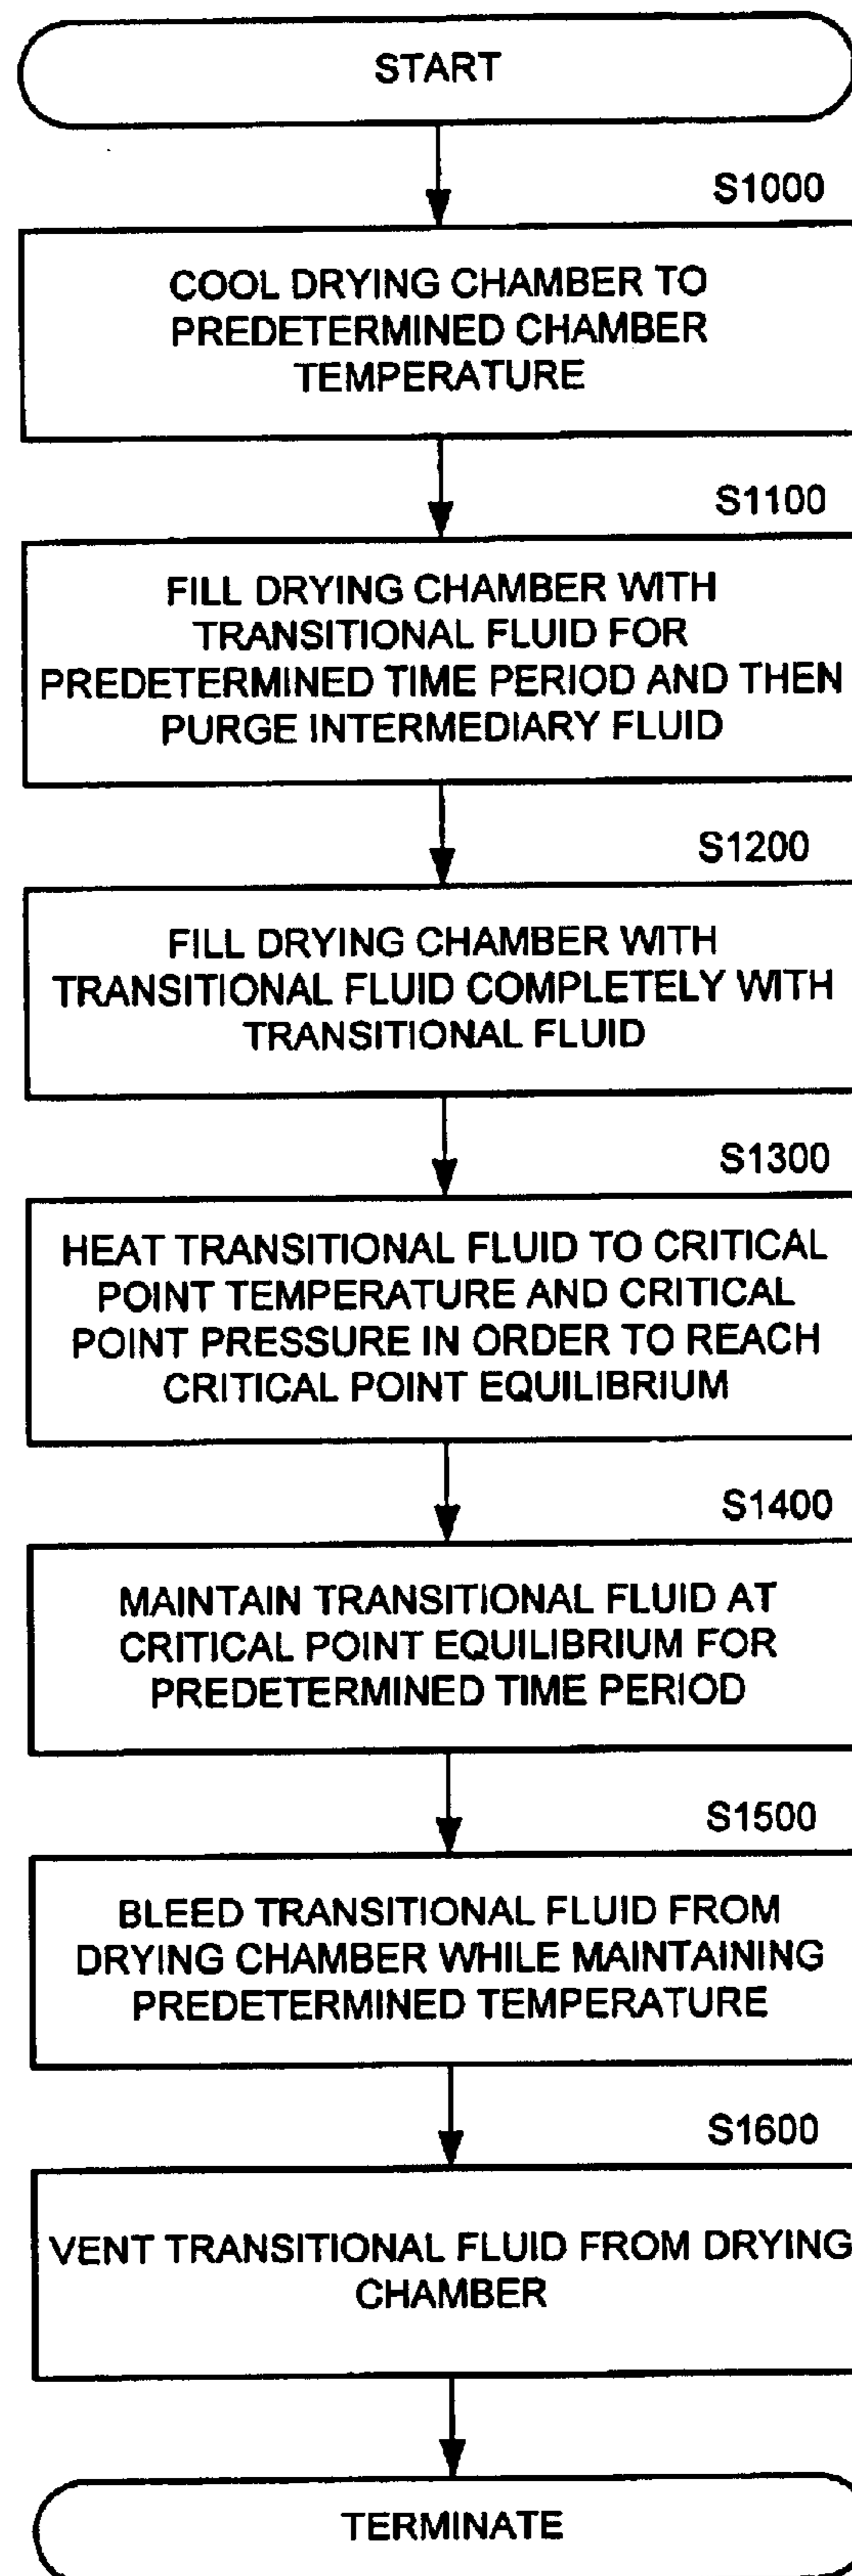 START
S1000
COOL DRYING CHAMBER TO
PREDETERMINED CHAMBER
TEMPERATURE
S1100
FILL DRYING CHAMBER WITH
TRANSITIONAL FLUID FOR
PREDETERMINED TIME PERIOD AND THEN
PURGE INTERMEDIARY FLUID
S1200
FILL DRYING CHAMBER WITH
TRANSITIONAL FLUID COMPLETELY WITH
TRANSITIONAL FLUID
S1300
HEAT TRANSITIONAL FLUID TO CRITICAL
POINT TEMPERATURE AND CRITICAL
POINT PRESSURE IN ORDER TO REACH
CRITICAL POINT EQUILIBRIUM
S1400
MAINTAIN TRANSITIONAL FLUID AT
CRITICAL POINT EQUILIBRIUM FOR
PREDETERMINED TIME PERIOD
S1500
BLEED TRANSITIONAL FLUID FROM
DRYING CHAMBER WHILE MAINTAINING
PREDETERMINED TEMPERATURE
S1600
VENT TRANSITIONAL FLUID FROM DRYING
CHAMBER
TERMINATE